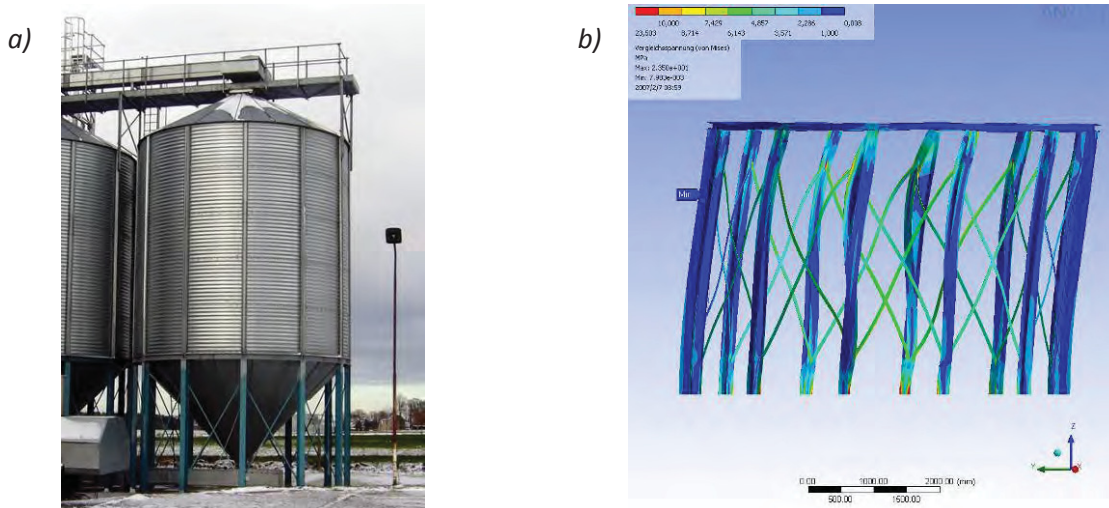 a)
b)
10,000 7,429 4,857 2,286 0,008
23,503 8,714 6,143 3,571 1,000
Vergleichsspannung (von Mises)
MPa
Max: 2.350e+001
Min: 7.983e-003
2007/2/7 08:59
Min
Z
Y
X
0.00 1000.00 2000.00 (mm)
500.00 1500.00